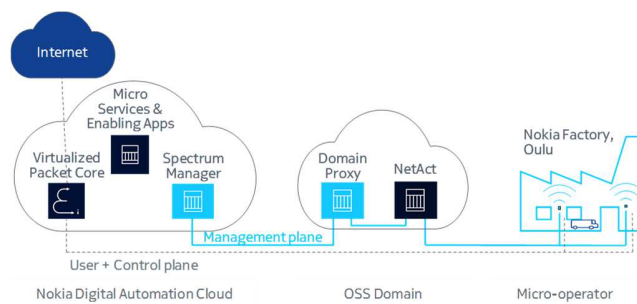 Internet
Micro
Services &
Enabling Apps
Virtualized
Packet Core
Spectrum
Manager
Domain
Proxy
NetAct
Nokia Factory,
Oulu
Management plane
User + Control plane
Nokia Digital Automation Cloud
OSS Domain
Micro-operator